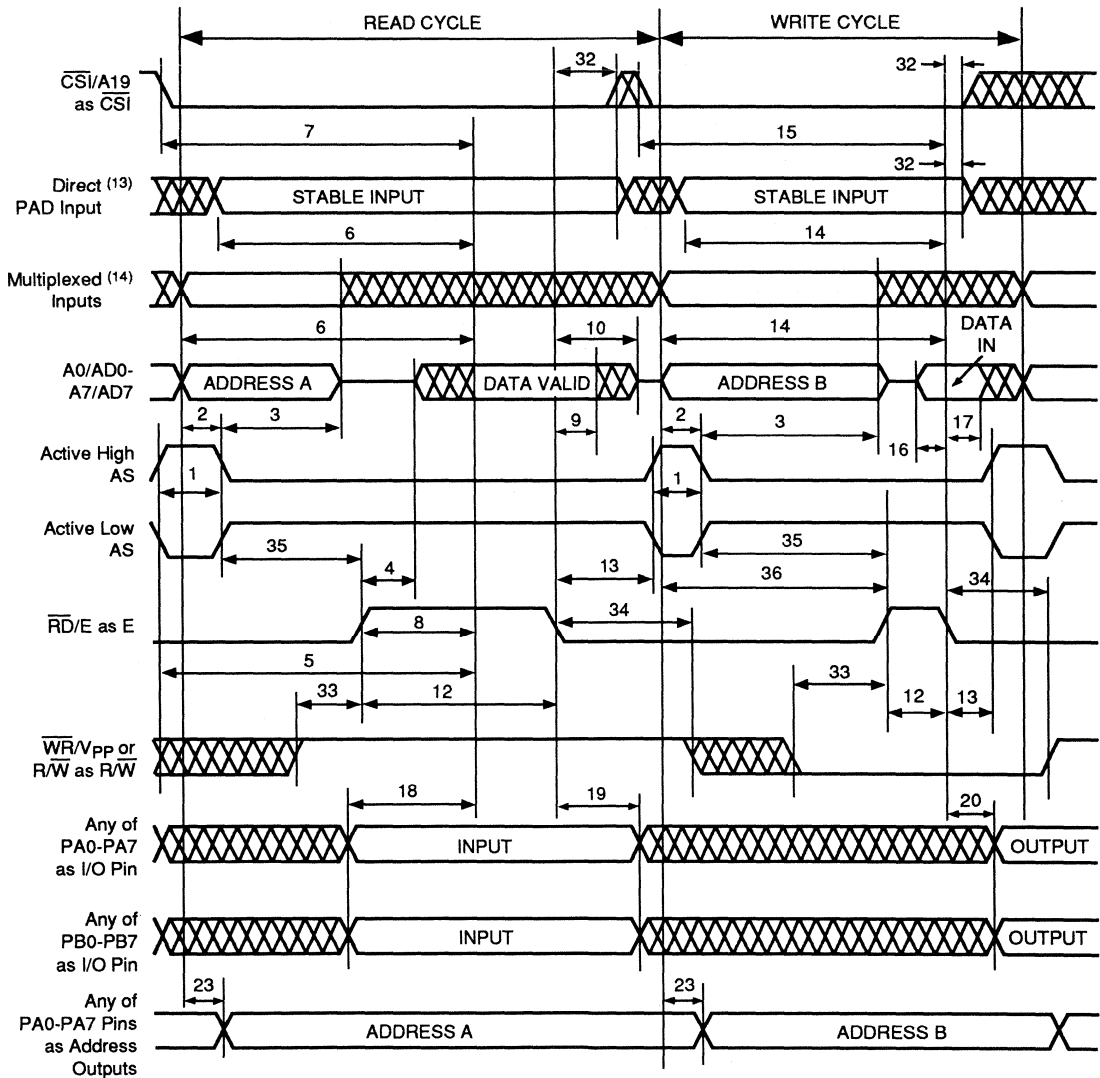 READ CYCLE
WRITE CYCLE
32
32
C̅S̅I̅/A19
as C̅S̅I̅
7
15
32
Direct (13)
PAD Input
STABLE INPUT
STABLE INPUT
6
14
Multiplexed (14)
Inputs
6
10
14
DATA
IN
A0/AD0-
A7/AD7
ADDRESS A
DATA VALID
ADDRESS B
2
3
9
2
3
16
17
Active High
AS
1
1
Active Low
AS
35
4
13
35
36
34
R̅D̅/E as E
8
34
5
33
12
33
12
13
W̅R̅/VPP or
R/W̅ as R/W̅
18
19
20
Any of
PA0-PA7
as I/O Pin
INPUT
OUTPUT
Any of
PB0-PB7
as I/O Pin
INPUT
OUTPUT
23
23
Any of
PA0-PA7 Pins
as Address
Outputs
ADDRESS A
ADDRESS B